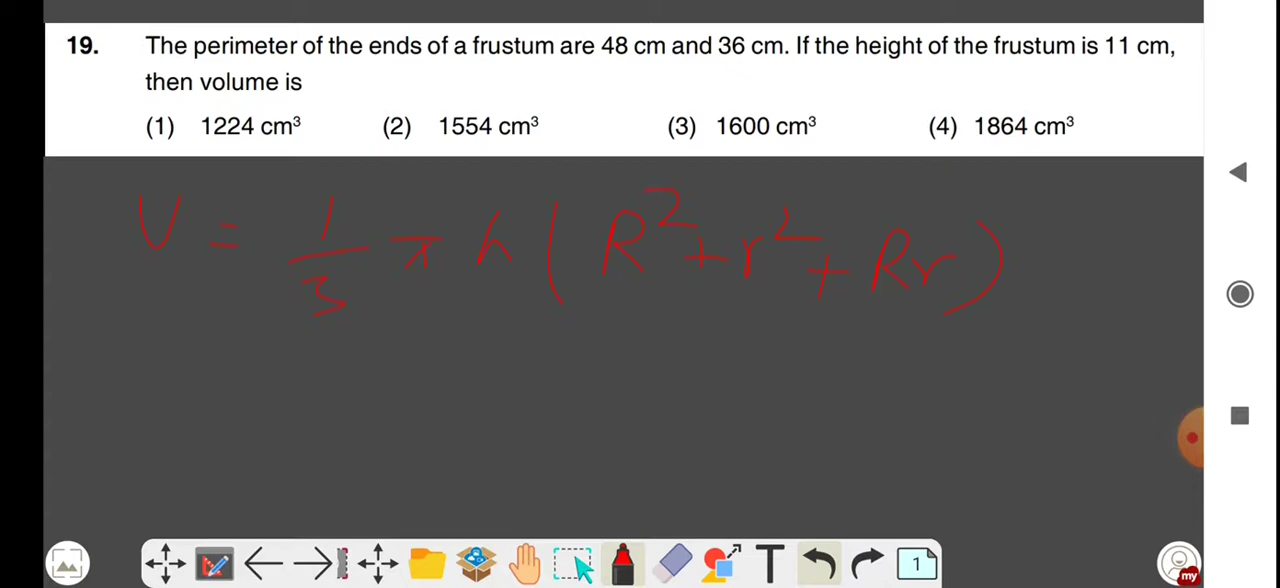 19. The perimeter of the ends of a frustum are 48 cm and 36 cm. If the height of the frustum is 11 cm,
then volume is
(1) 1224 cm³ (2) 1554 cm³ (3) 1600 cm³ (4) 1864 cm³
V = 1/3 π h (R² + r² + Rr)
T 1
my